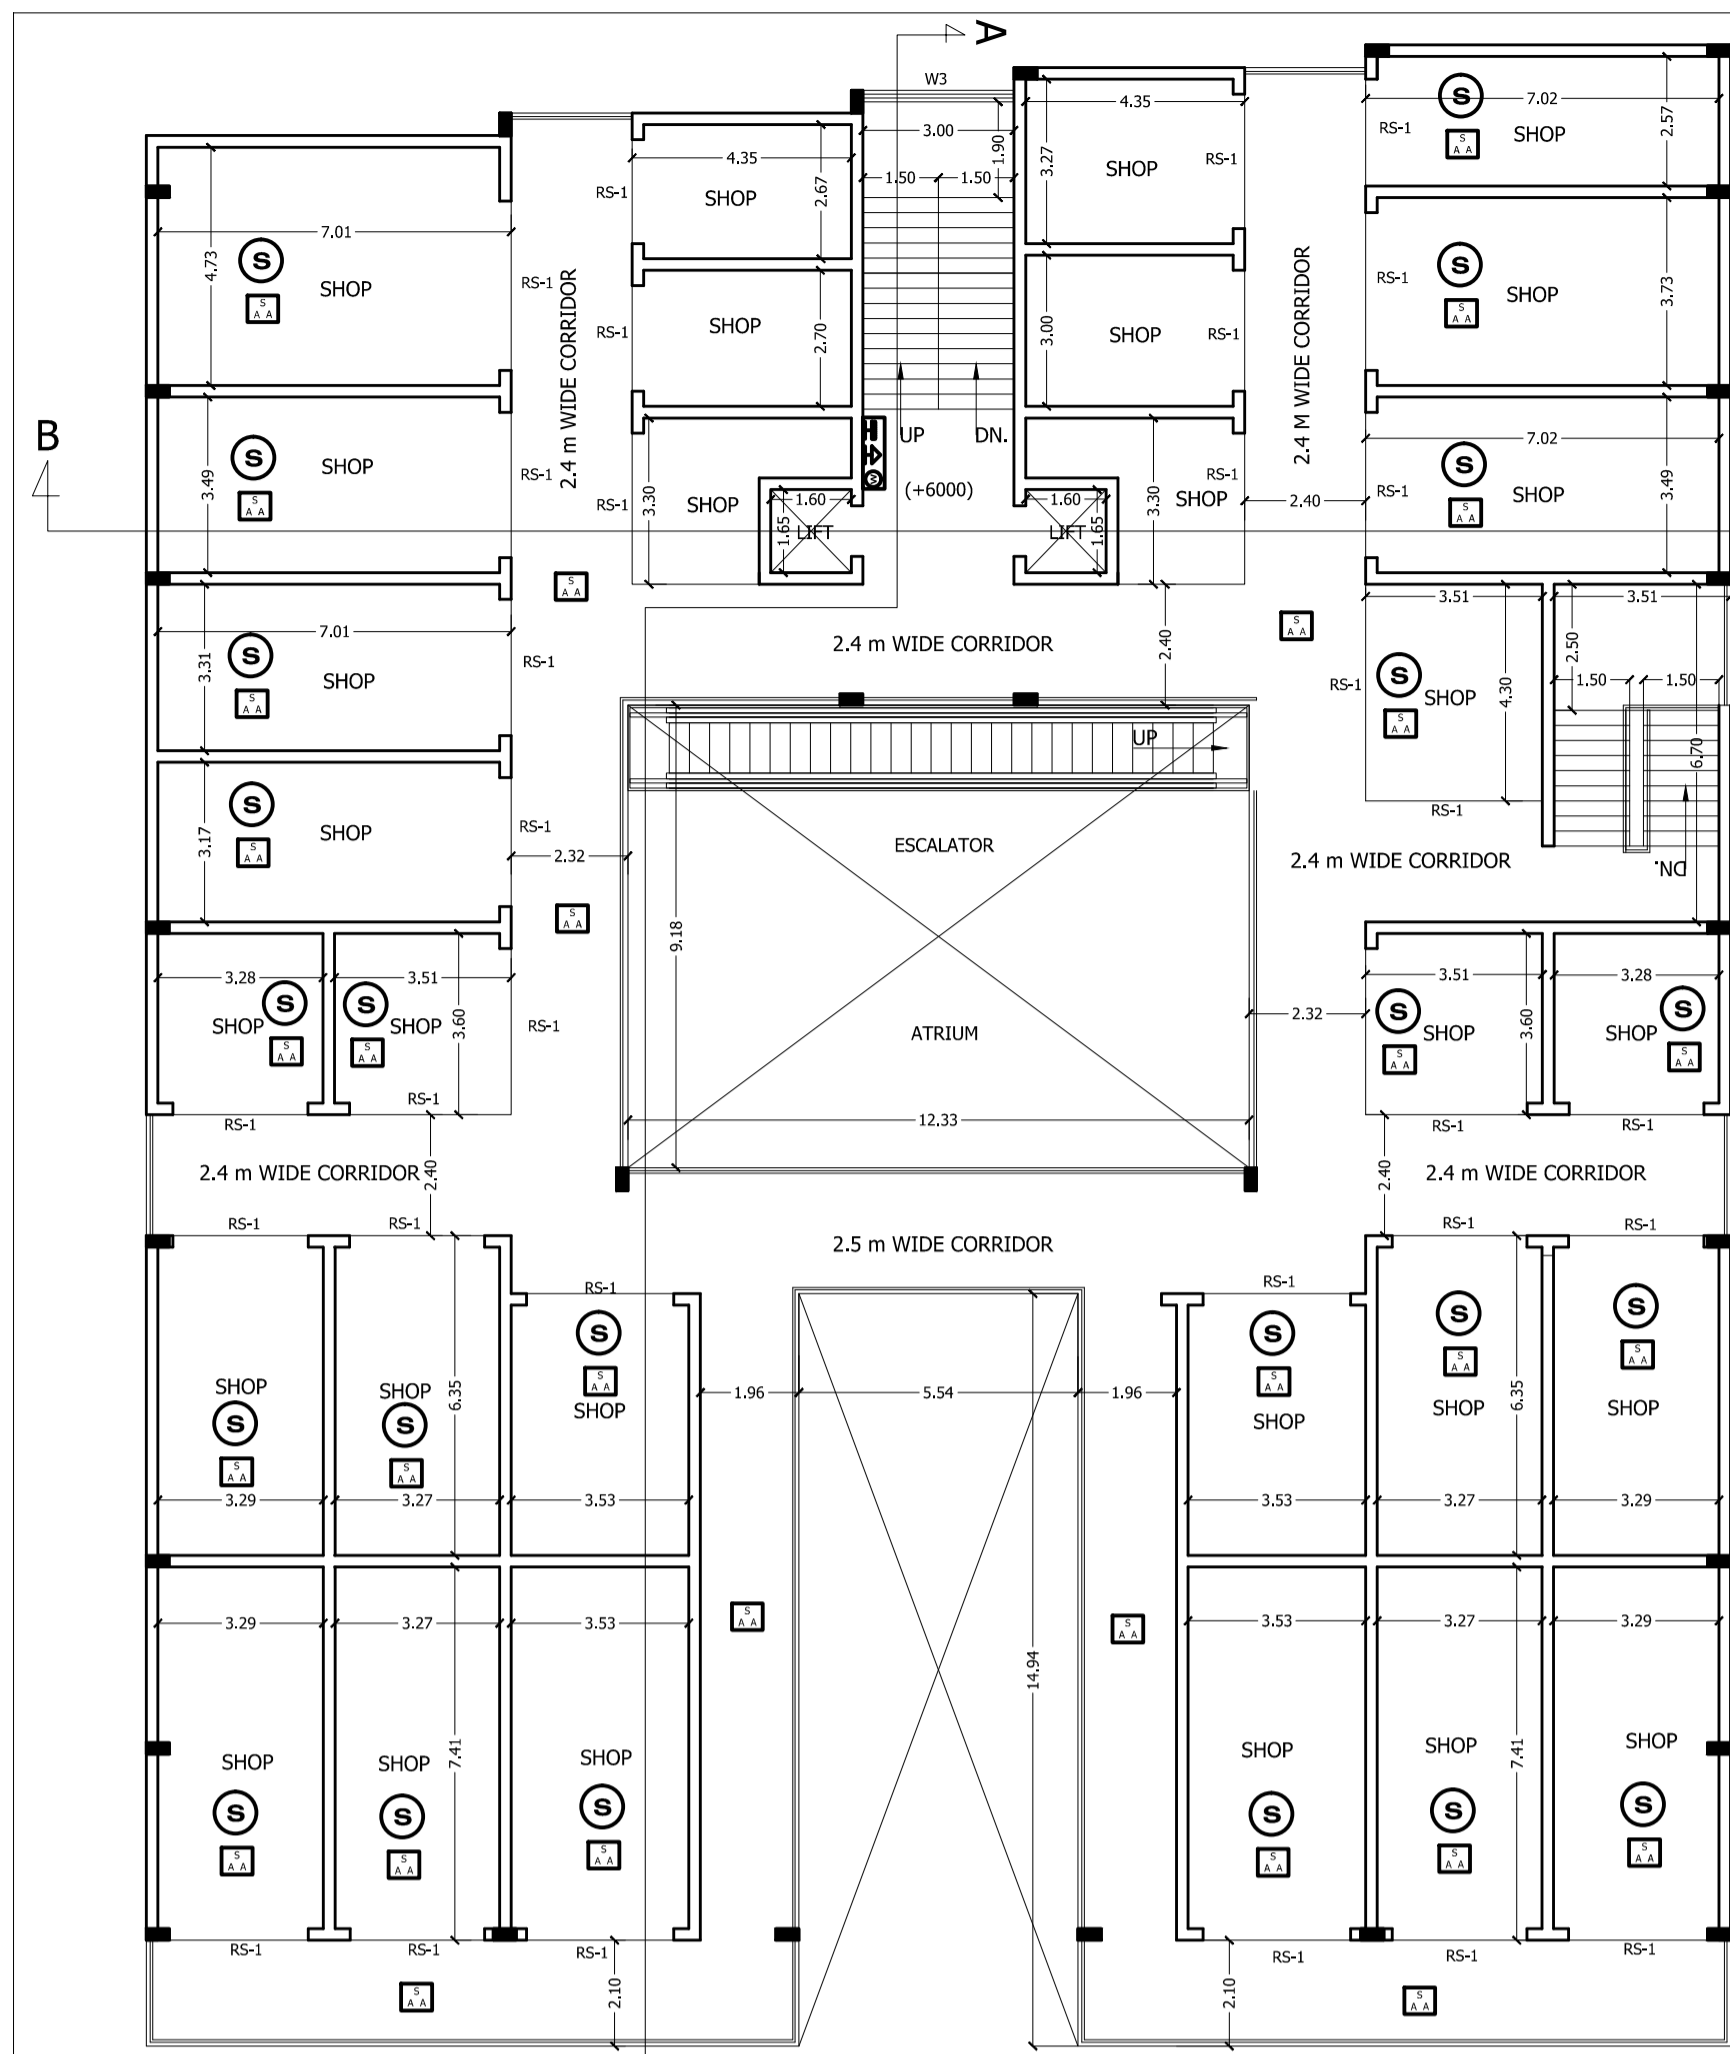 A
W3
4.35
7.02
S
RS-1
SHOP
S
A A
2.57
3.00
1.90
3.27
4.35
SHOP
RS-1
2.67
RS-1
SHOP
1.50
1.50
4.73
7.01
S
SHOP
S
A A
RS-1
2.4 m WIDE CORRIDOR
SHOP
RS-1
2.70
3.00
SHOP
RS-1
2.4 M WIDE CORRIDOR
RS-1
S
SHOP
S
A A
3.73
B
3.49
S
SHOP
S
A A
RS-1
RS-1
3.30
SHOP
1.60
1.65
LIFT
UP
DN.
(+6000)
W
1.60
1.65
LIFT
3.30
SHOP
RS-1
2.40
7.02
RS-1
S
SHOP
S
A A
3.49
S
A A
3.31
7.01
S
SHOP
S
A A
RS-1
2.4 m WIDE CORRIDOR
2.40
S
A A
3.51
3.51
RS-1
S
SHOP
S
A A
4.30
RS-1
2.50
1.50
1.50
6.70
DN.
UP
3.17
S
SHOP
S
A A
RS-1
2.32
ESCALATOR
2.4 m WIDE CORRIDOR
S
A A
9.18
3.28
3.51
S
SHOP
S
A A
S
SHOP
S
A A
3.60
RS-1
ATRIUM
2.32
3.51
3.28
S
SHOP
S
A A
3.60
S
SHOP
S
A A
RS-1
RS-1
12.33
RS-1
RS-1
2.4 m WIDE CORRIDOR
2.40
2.40
2.4 m WIDE CORRIDOR
RS-1
RS-1
2.5 m WIDE CORRIDOR
RS-1
RS-1
RS-1
RS-1
SHOP
S
S
A A
SHOP
S
S
A A
6.35
S
S
A A
SHOP
1.96
5.54
1.96
S
S
A A
SHOP
S
S
A A
SHOP
6.35
S
S
A A
SHOP
3.29
3.27
3.53
3.53
3.27
3.29
3.29
3.27
3.53
S
A A
14.94
S
A A
3.53
3.27
3.29
SHOP
S
S
A A
SHOP
S
S
A A
7.41
SHOP
S
S
A A
SHOP
S
S
A A
SHOP
S
S
A A
7.41
SHOP
S
S
A A
RS-1
RS-1
RS-1
RS-1
RS-1
RS-1
S
A A
2.10
2.10
S
A A